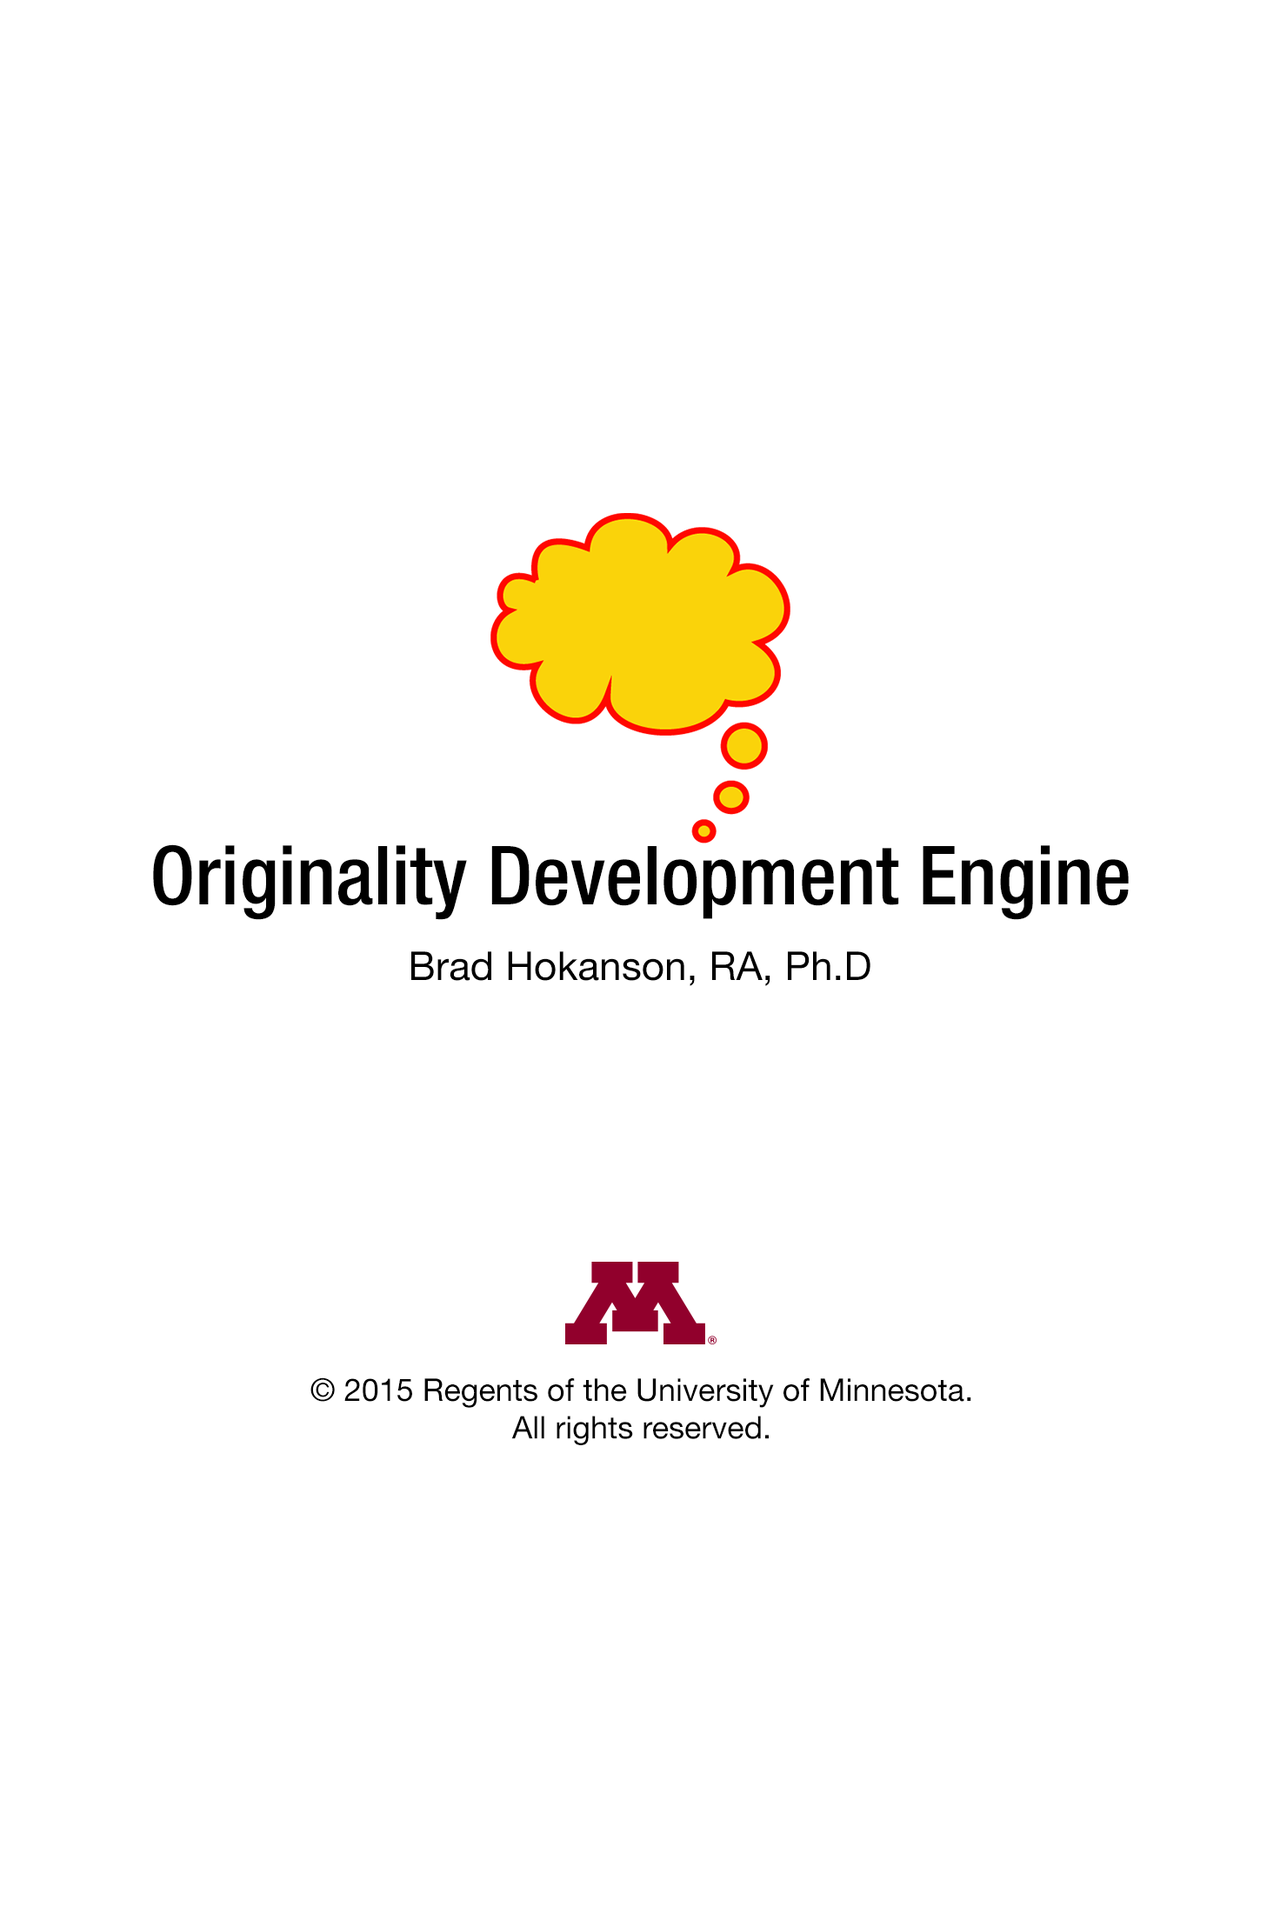 Originality Development Engine
Brad Hokanson, RA, Ph.D
M®
© 2015 Regents of the University of Minnesota.
All rights reserved.